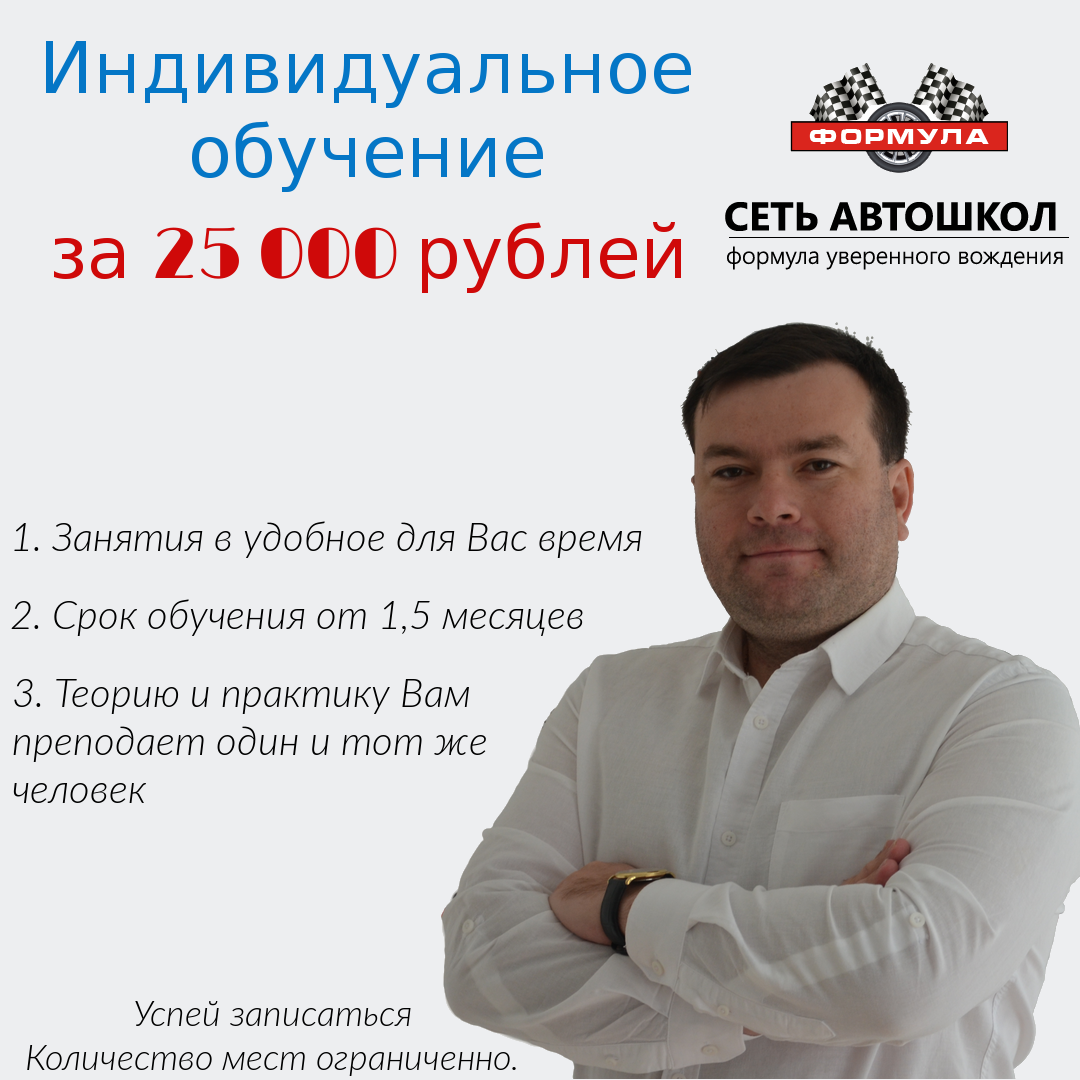 Индивидуальное
обучение
за 25 000 рублей
ФОРМУЛА
СЕТЬ АВТОШКОЛ
формула уверенного вождения
1. Занятия в удобное для Вас время
2. Срок обучения от 1,5 месяцев
3. Теорию и практику Вам
преподает один и тот же
человек
Успей записаться
Количество мест ограниченно.